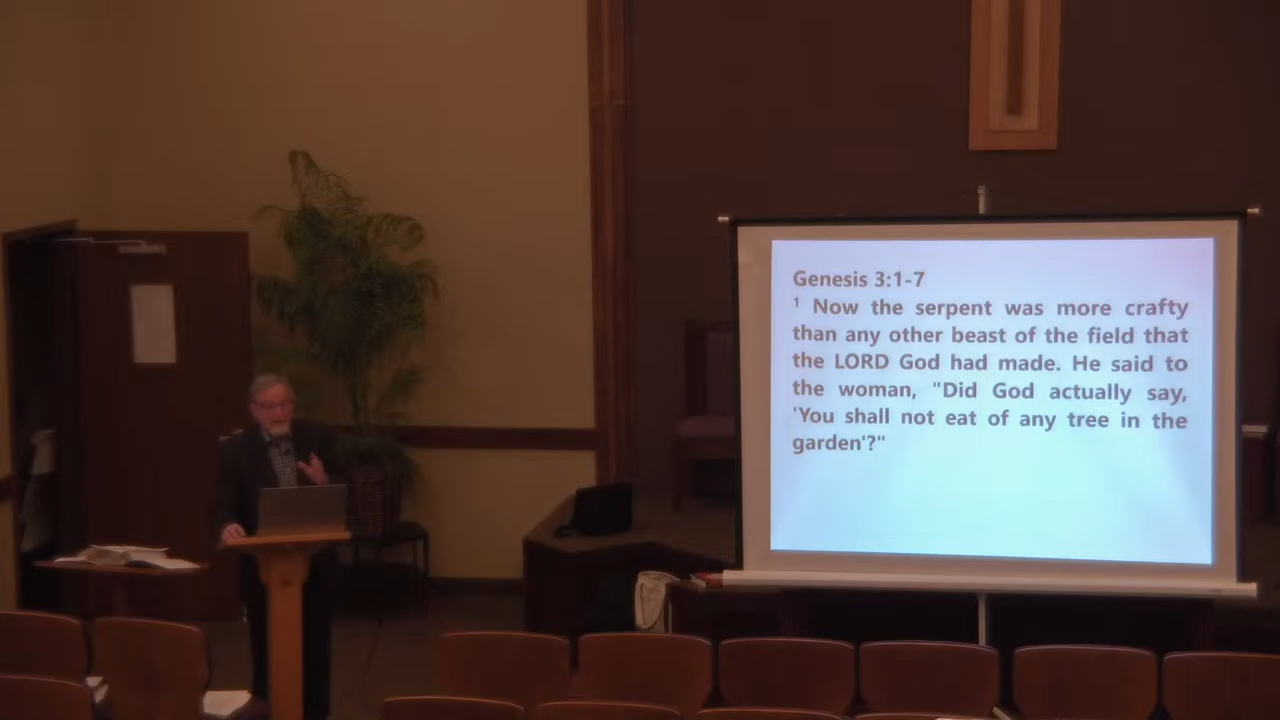 Genesis 3:1-7
¹ Now the serpent was more crafty
than any other beast of the field that
the LORD God had made. He said to
the woman, "Did God actually say,
'You shall not eat of any tree in the
garden'?"